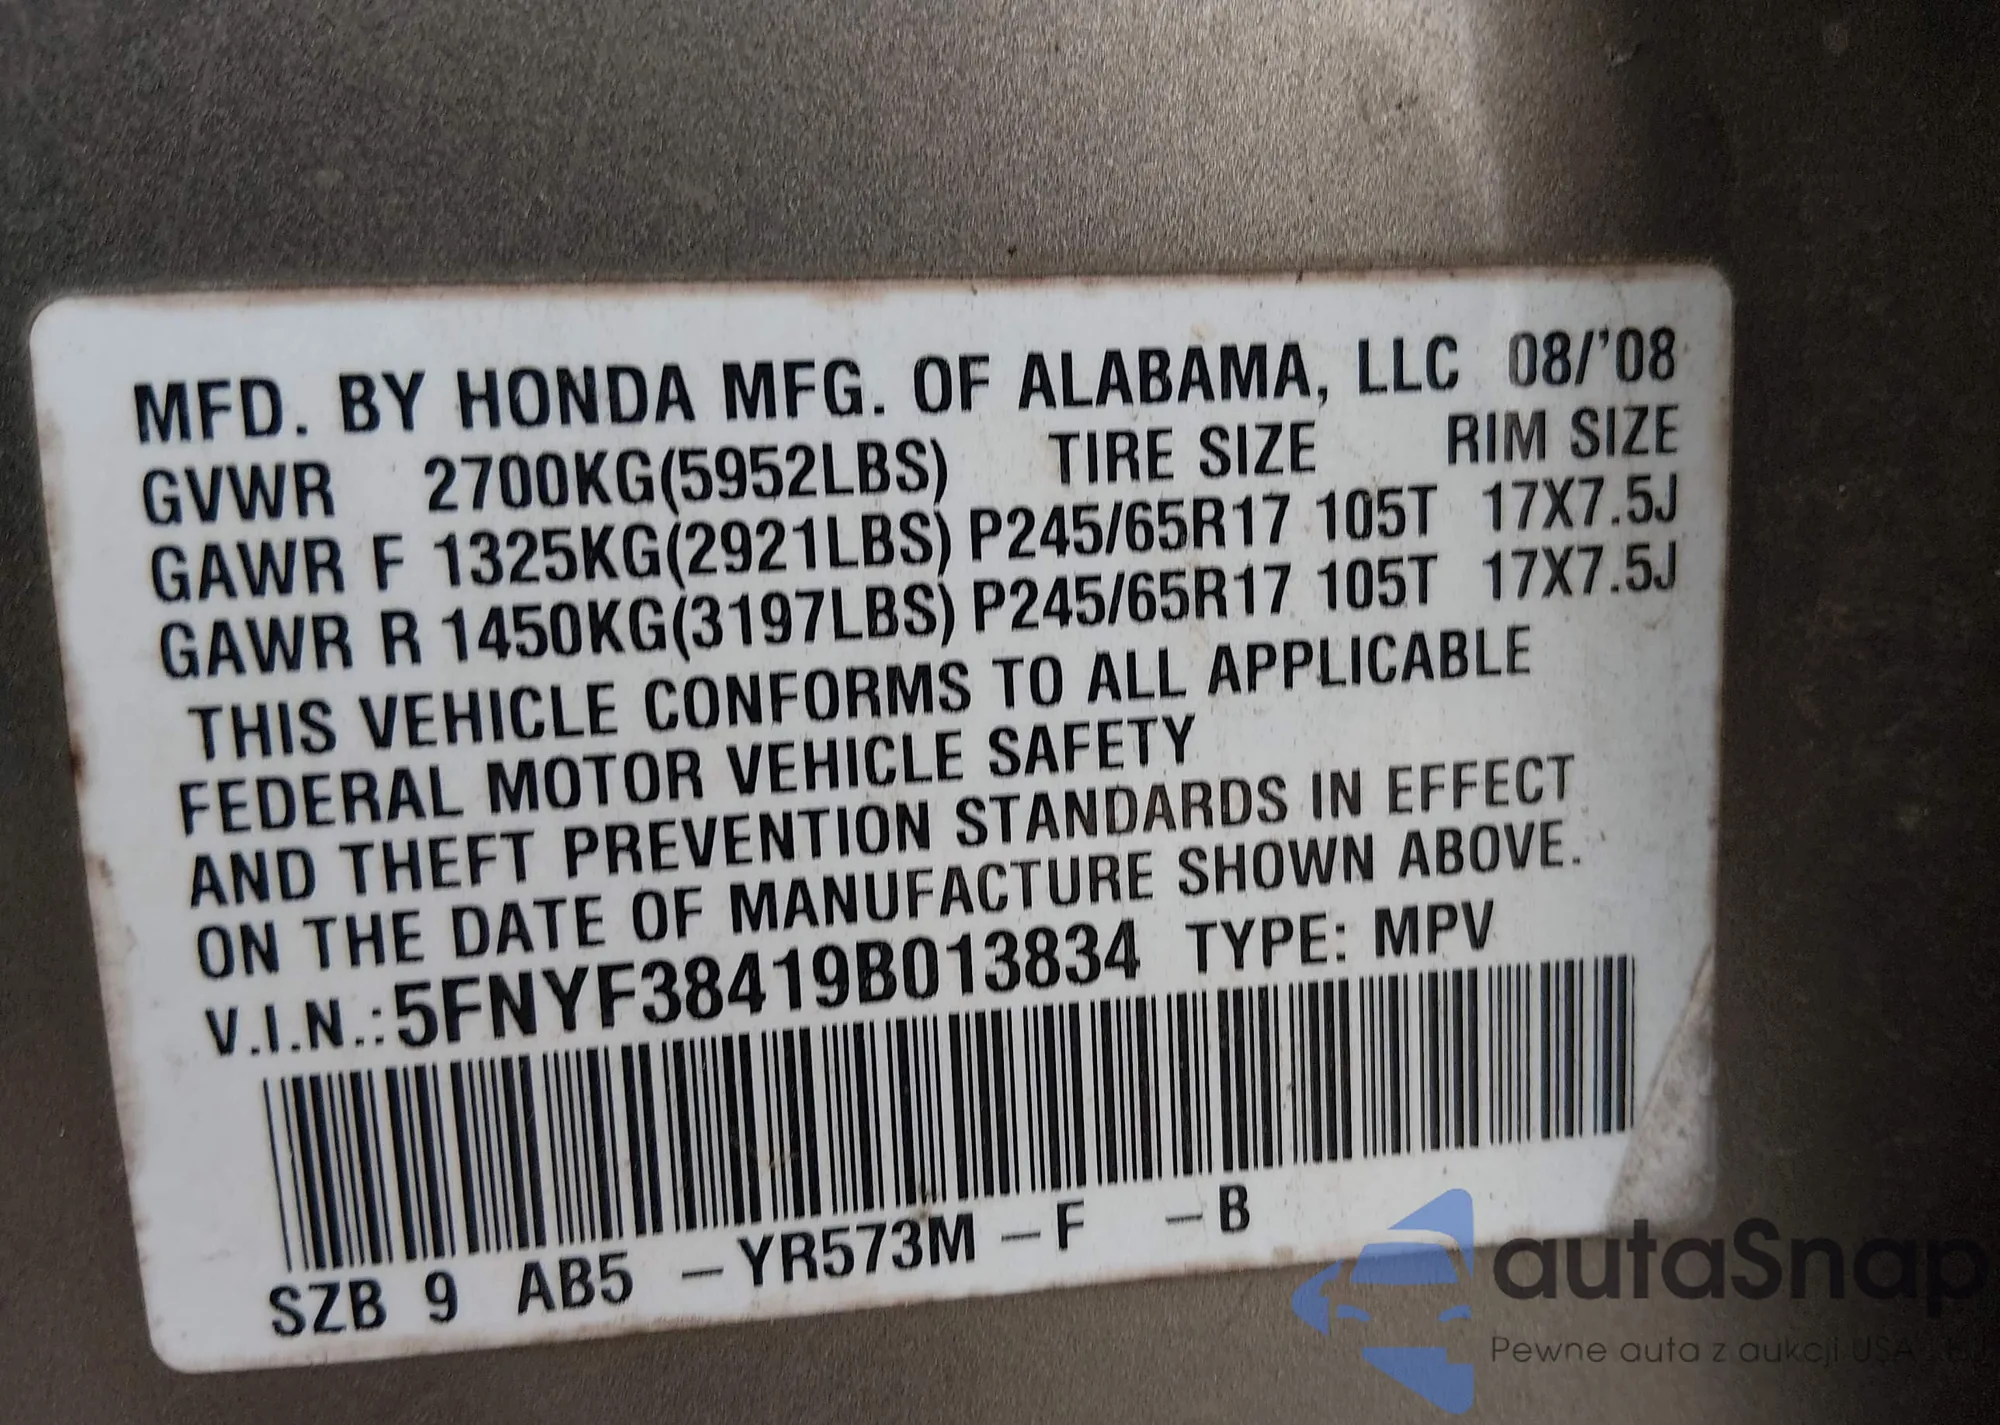 MFD. BY HONDA MFG. OF ALABAMA, LLC 08/'08
GVWR 2700KG(5952LBS) TIRE SIZE RIM SIZE
GAWR F 1325KG(2921LBS) P245/65R17 105T 17X7.5J
GAWR R 1450KG(3197LBS) P245/65R17 105T 17X7.5J
THIS VEHICLE CONFORMS TO ALL APPLICABLE
FEDERAL MOTOR VEHICLE SAFETY
AND THEFT PREVENTION STANDARDS IN EFFECT
ON THE DATE OF MANUFACTURE SHOWN ABOVE.
V.I.N.:5FNYF38419B013834 TYPE: MPV
SZB 9 AB5 –YR573M –F –B
autaSnap
Pewne auta z aukcji USA